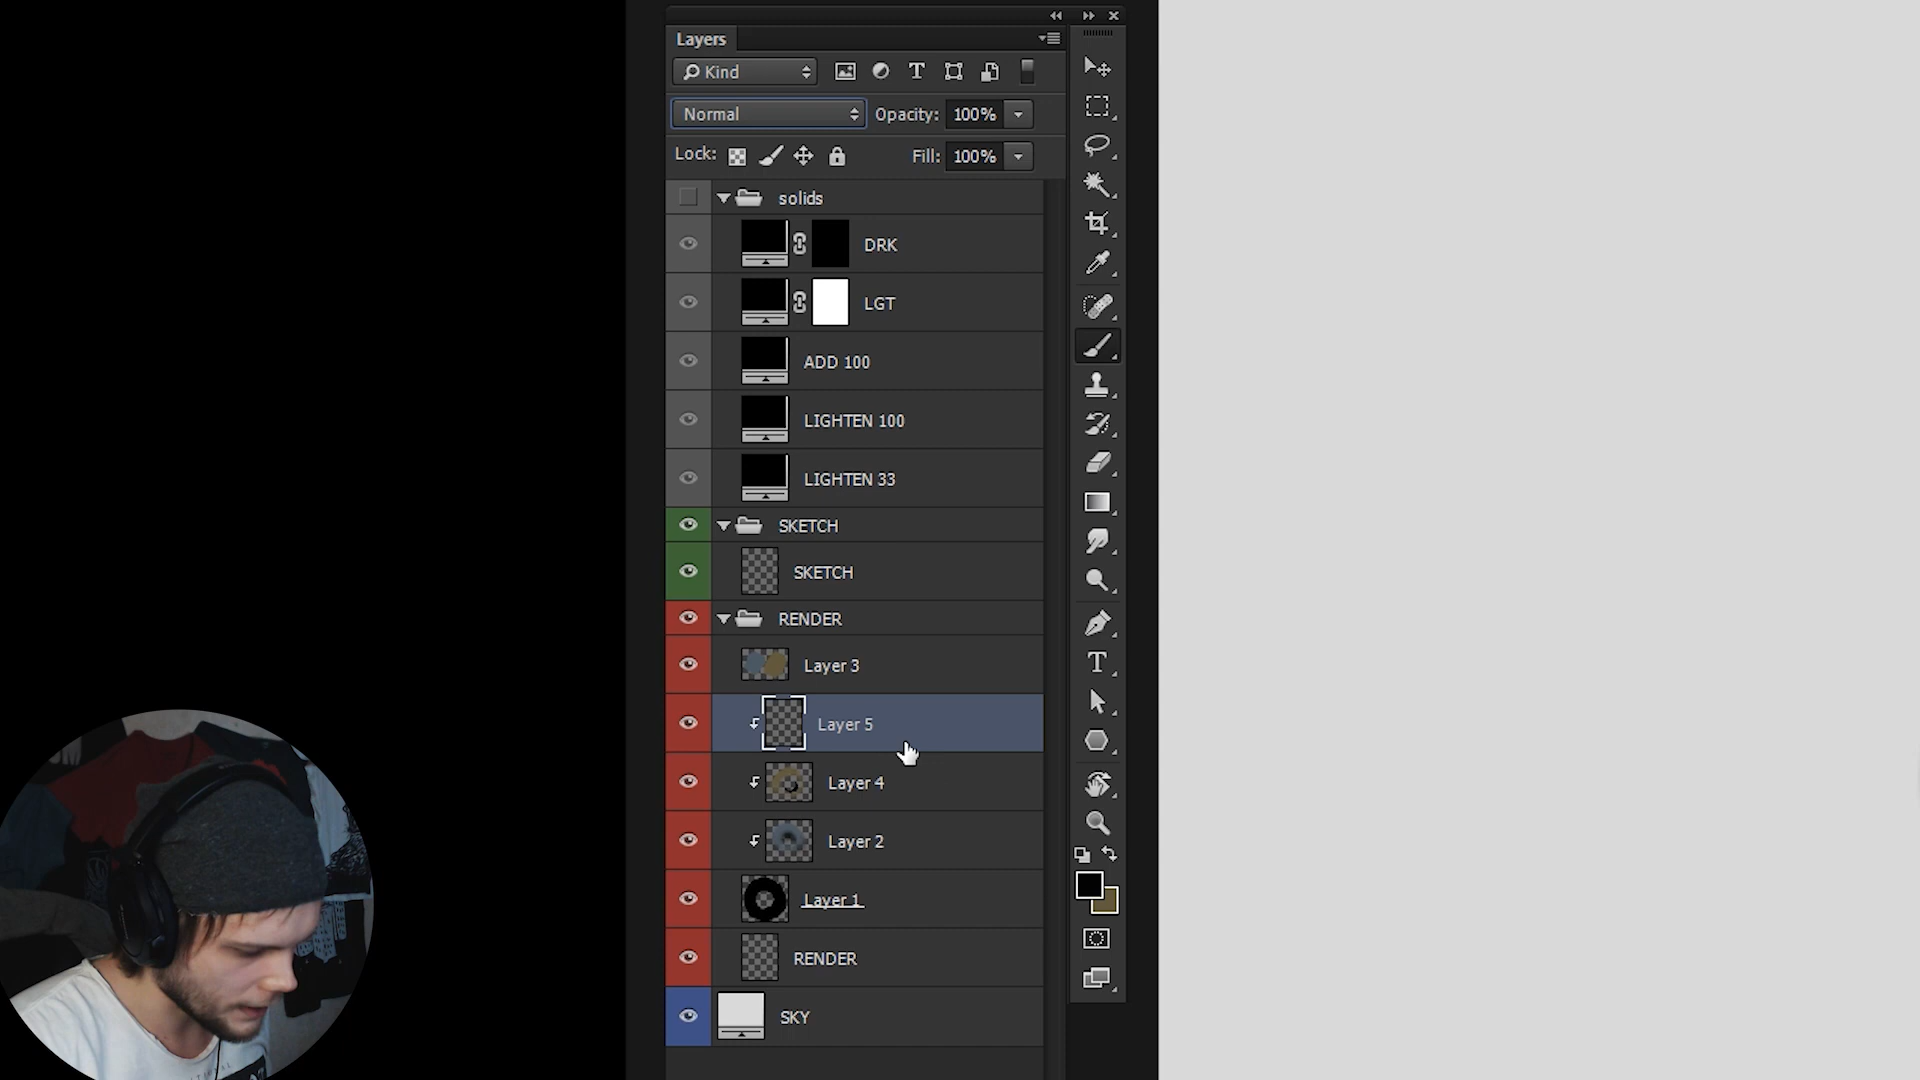 Layers
Kind
Normal
Opacity: 100%
Lock:
Fill: 100%
solids
DRK
LGT
ADD 100
LIGHTEN 100
LIGHTEN 33
SKETCH
SKETCH
RENDER
Layer 3
Layer 5
Layer 4
Layer 2
Layer 1
RENDER
SKY